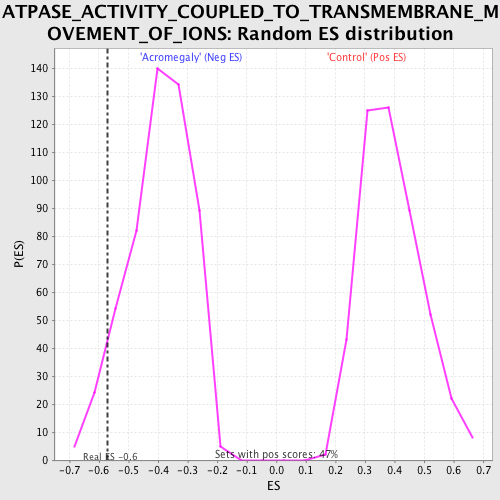 ATPASE_ACTIVITY_COUPLED_TO_TRANSMEMBRANE_M
OVEMENT_OF_IONS: Random ES distribution
'Acromegaly' (Neg ES)
'Control' (Pos ES)
140
130
120
110
100
90
80
70
60
50
40
30
20
10
0
P(ES)
Real ES -0.6
Sets with pos scores: 47%
-0.7 -0.6 -0.5 -0.4 -0.3 -0.2 -0.1 0.0 0.1 0.2 0.3 0.4 0.5 0.6 0.7
ES